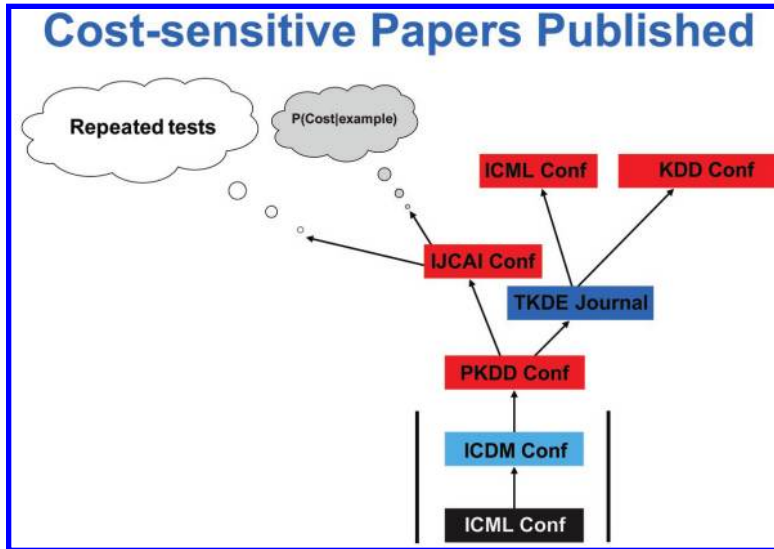 Cost-sensitive Papers Published
Repeated tests
P(Cost|example)
ICML Conf
KDD Conf
IJCAI Conf
TKDE Journal
PKDD Conf
ICDM Conf
ICML Conf